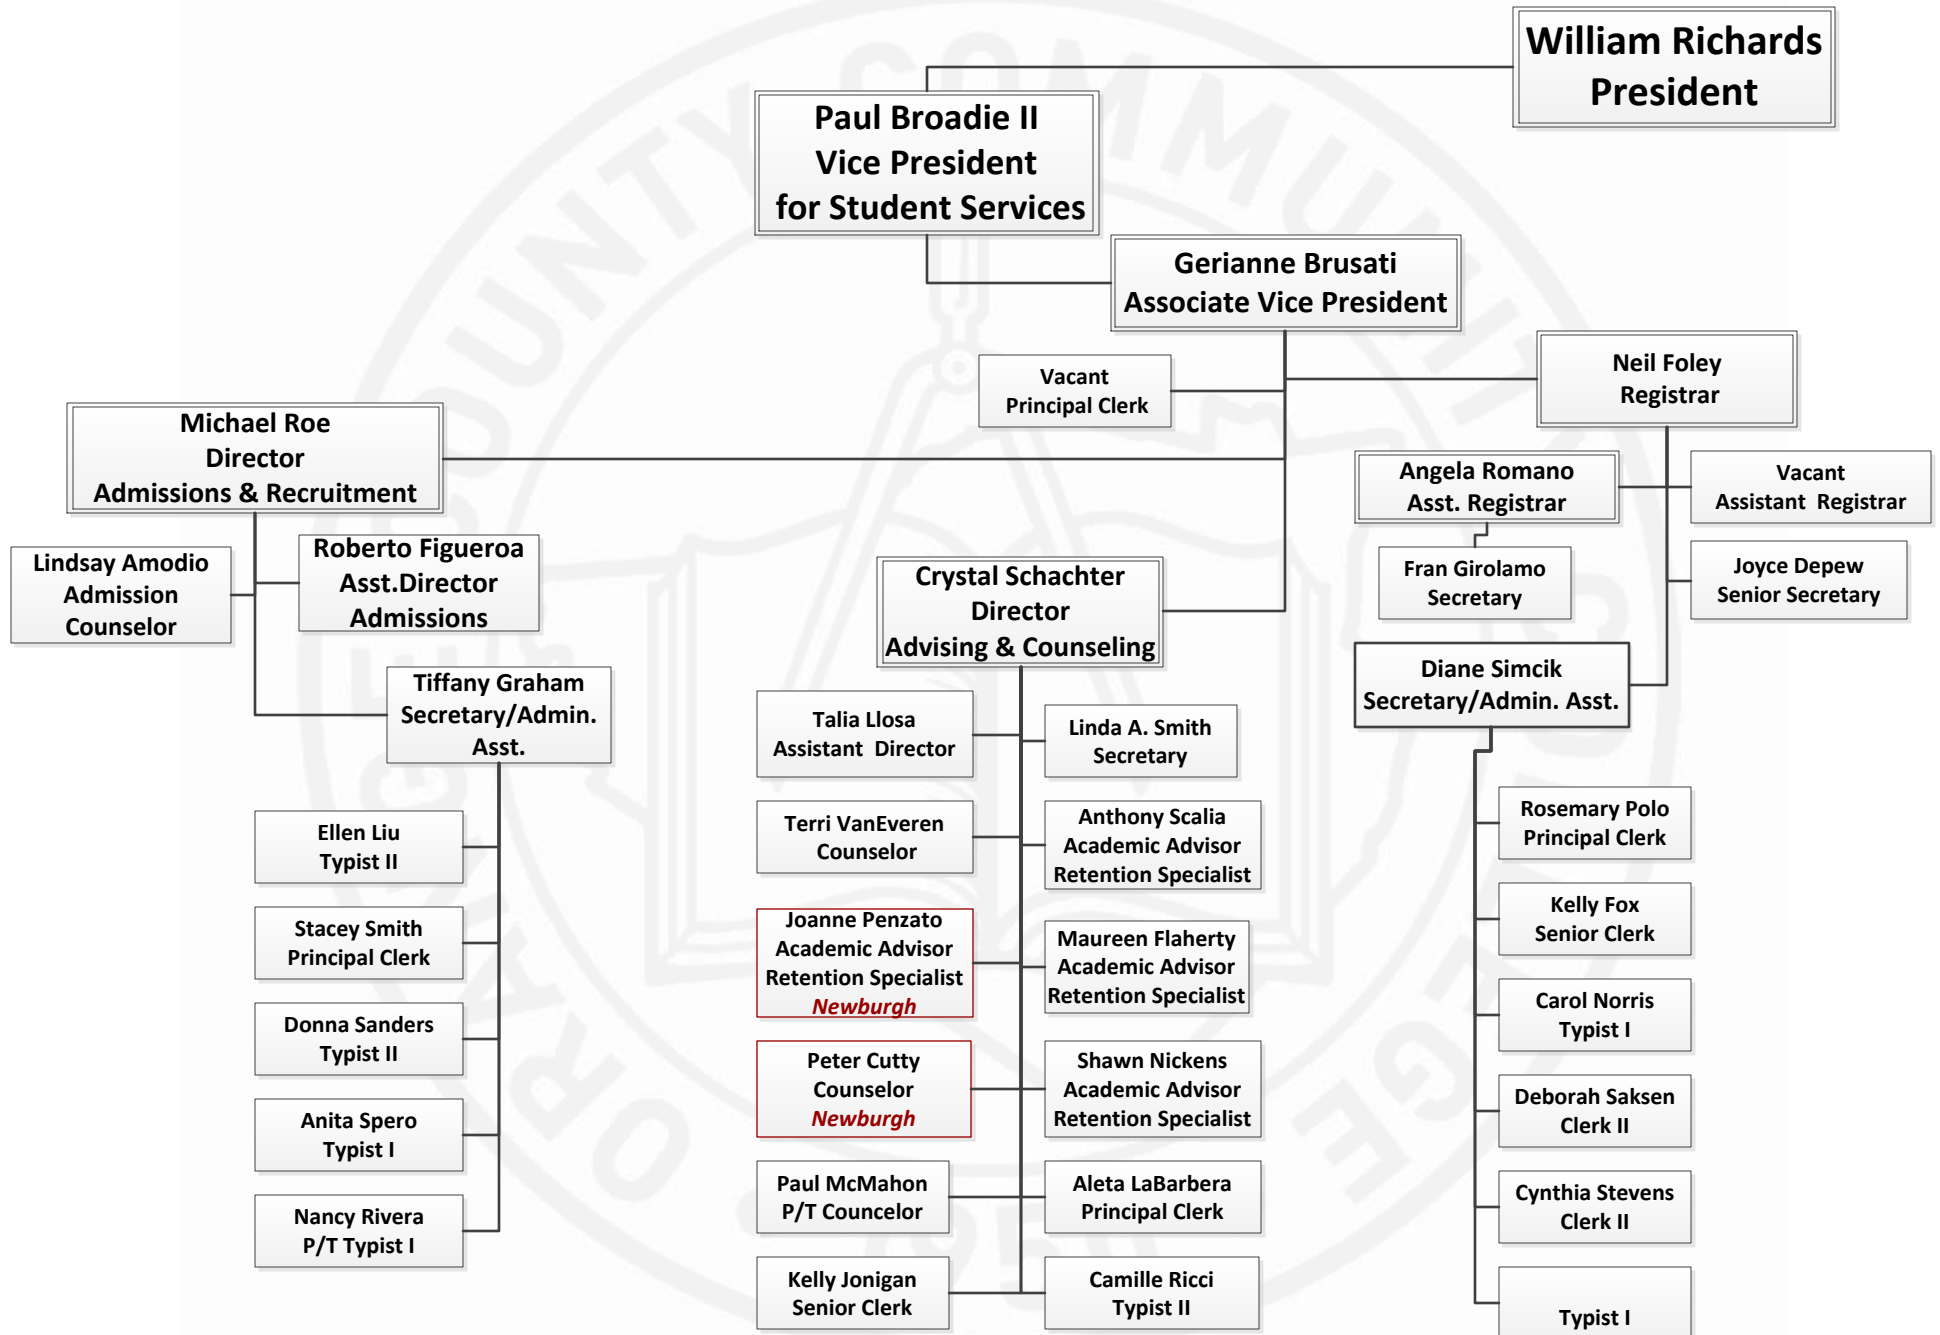 William Richards
President
Paul Broadie II
Vice President
for Student Services
Gerianne Brusati
Associate Vice President
Vacant
Principal Clerk
Neil Foley
Registrar
Michael Roe
Director
Admissions & Recruitment
Angela Romano
Asst. Registrar
Vacant
Assistant  Registrar
Lindsay Amodio
Admission
Counselor
Roberto Figueroa
Asst.Director
Admissions
Crystal Schachter
Director
Advising & Counseling
Fran Girolamo
Secretary
Joyce Depew
Senior Secretary
Tiffany Graham
Secretary/Admin.
Asst.
Diane Simcik
Secretary/Admin. Asst.
Ellen Liu
Typist II
Stacey Smith
Principal Clerk
Donna Sanders
Typist II
Anita Spero
Typist I
Nancy Rivera
P/T Typist I
Talia Llosa
Assistant  Director
Linda A. Smith
Secretary
Terri VanEveren
Counselor
Anthony Scalia
Academic Advisor
Retention Specialist
Joanne Penzato
Academic Advisor
Retention Specialist
Newburgh
Maureen Flaherty
Academic Advisor
Retention Specialist
Peter Cutty
Counselor
Newburgh
Shawn Nickens
Academic Advisor
Retention Specialist
Paul McMahon
P/T Councelor
Aleta LaBarbera
Principal Clerk
Kelly Jonigan
Senior Clerk
Camille Ricci
Typist II
Rosemary Polo
Principal Clerk
Kelly Fox
Senior Clerk
Carol Norris
Typist I
Deborah Saksen
Clerk II
Cynthia Stevens
Clerk II
Typist I
ORANGE COUNTY COMMUNITY COLLEGE
1950